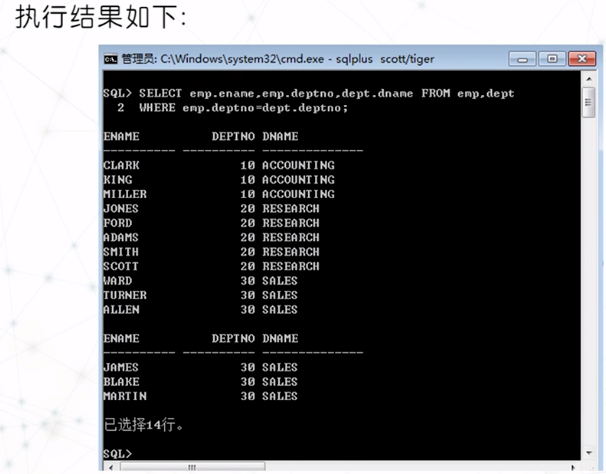 执行结果如下:
管理员: C:\Windows\system32\cmd.exe - sqlplus  scott/tiger
SQL> SELECT emp.ename,emp.deptno,dept.dname FROM emp,dept
  2  WHERE emp.deptno=dept.deptno;
ENAME          DEPTNO DNAME
---------- ---------- --------------
CLARK              10 ACCOUNTING
KING               10 ACCOUNTING
MILLER             10 ACCOUNTING
JONES              20 RESEARCH
FORD               20 RESEARCH
ADAMS              20 RESEARCH
SMITH              20 RESEARCH
SCOTT              20 RESEARCH
WARD               30 SALES
TURNER             30 SALES
ALLEN              30 SALES
ENAME          DEPTNO DNAME
---------- ---------- --------------
JAMES              30 SALES
BLAKE              30 SALES
MARTIN             30 SALES
已选择14行。
SQL>